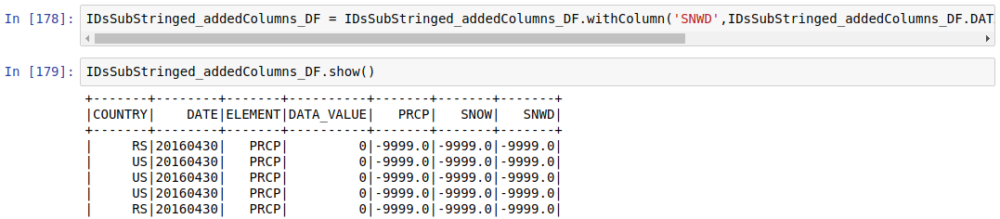 In [178]: IDsSubStringed_addedColumns_DF = IDsSubStringed_addedColumns_DF.withColumn('SNWD',IDsSubStringed_addedColumns_DF.DAT
In [179]: IDsSubStringed_addedColumns_DF.show()
+-------+--------+-------+----------+-------+-------+-------+
|COUNTRY|    DATE|ELEMENT|DATA_VALUE|   PRCP|   SNOW|   SNWD|
+-------+--------+-------+----------+-------+-------+-------+
|     RS|20160430|   PRCP|         0|-9999.0|-9999.0|-9999.0|
|     US|20160430|   PRCP|         0|-9999.0|-9999.0|-9999.0|
|     US|20160430|   PRCP|         0|-9999.0|-9999.0|-9999.0|
|     US|20160430|   PRCP|         0|-9999.0|-9999.0|-9999.0|
|     RS|20160430|   PRCP|         0|-9999.0|-9999.0|-9999.0|